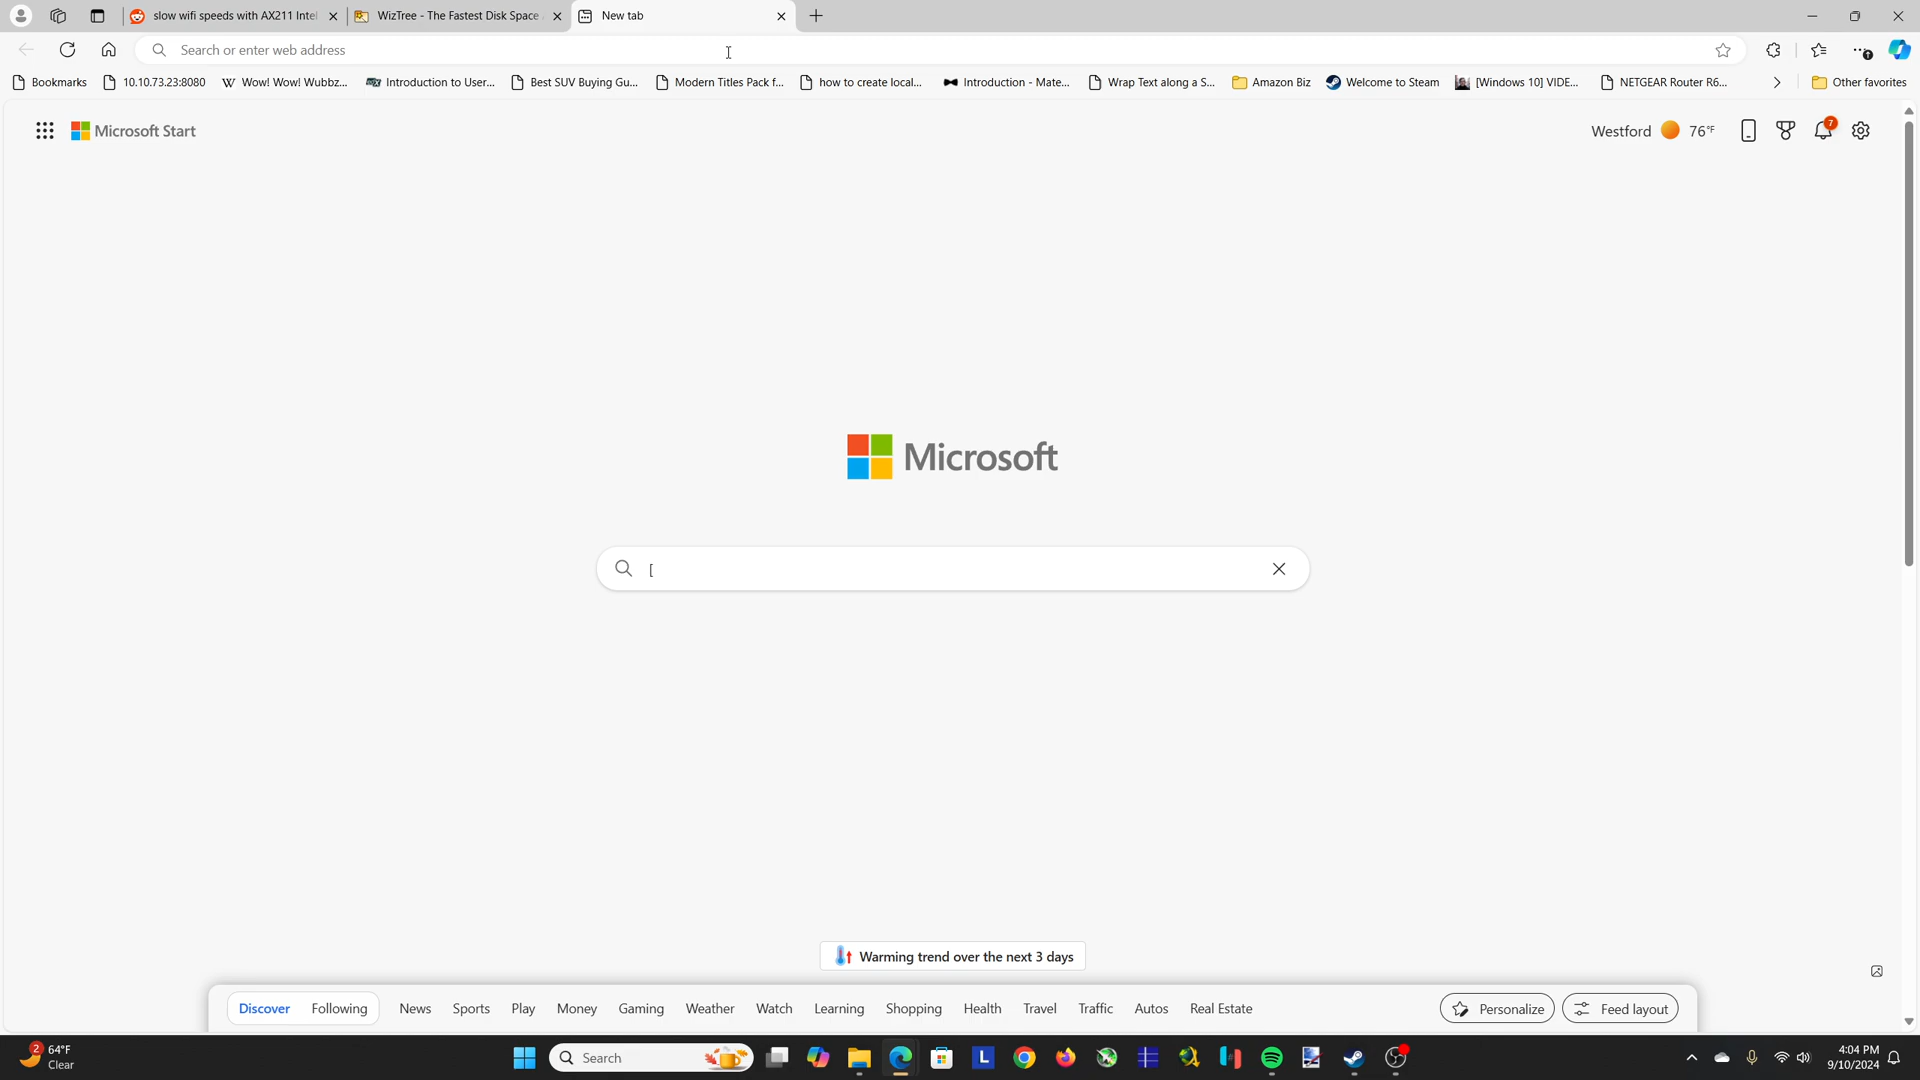 slow wifi speeds with AX211 Intel
WizTree - The Fastest Disk Space
New tab
Search or enter web address
Bookmarks
10.10.73.23:8080
Wow! Wow! Wubbz...
Introduction to User...
Best SUV Buying Gu...
Modern Titles Pack f...
how to create local...
Introduction - Mate...
Wrap Text along a S...
Amazon Biz
Welcome to Steam
[Windows 10] VIDE...
NETGEAR Router R6...
Other favorites
Microsoft Start
Westford 76°F
7
Microsoft
[
Warming trend over the next 3 days
Discover Following News Sports Play Money Gaming Weather Watch Learning Shopping Health Travel Traffic Autos Real Estate
Personalize
Feed layout
2
64°F
Clear
Search
L
4:04 PM
9/10/2024